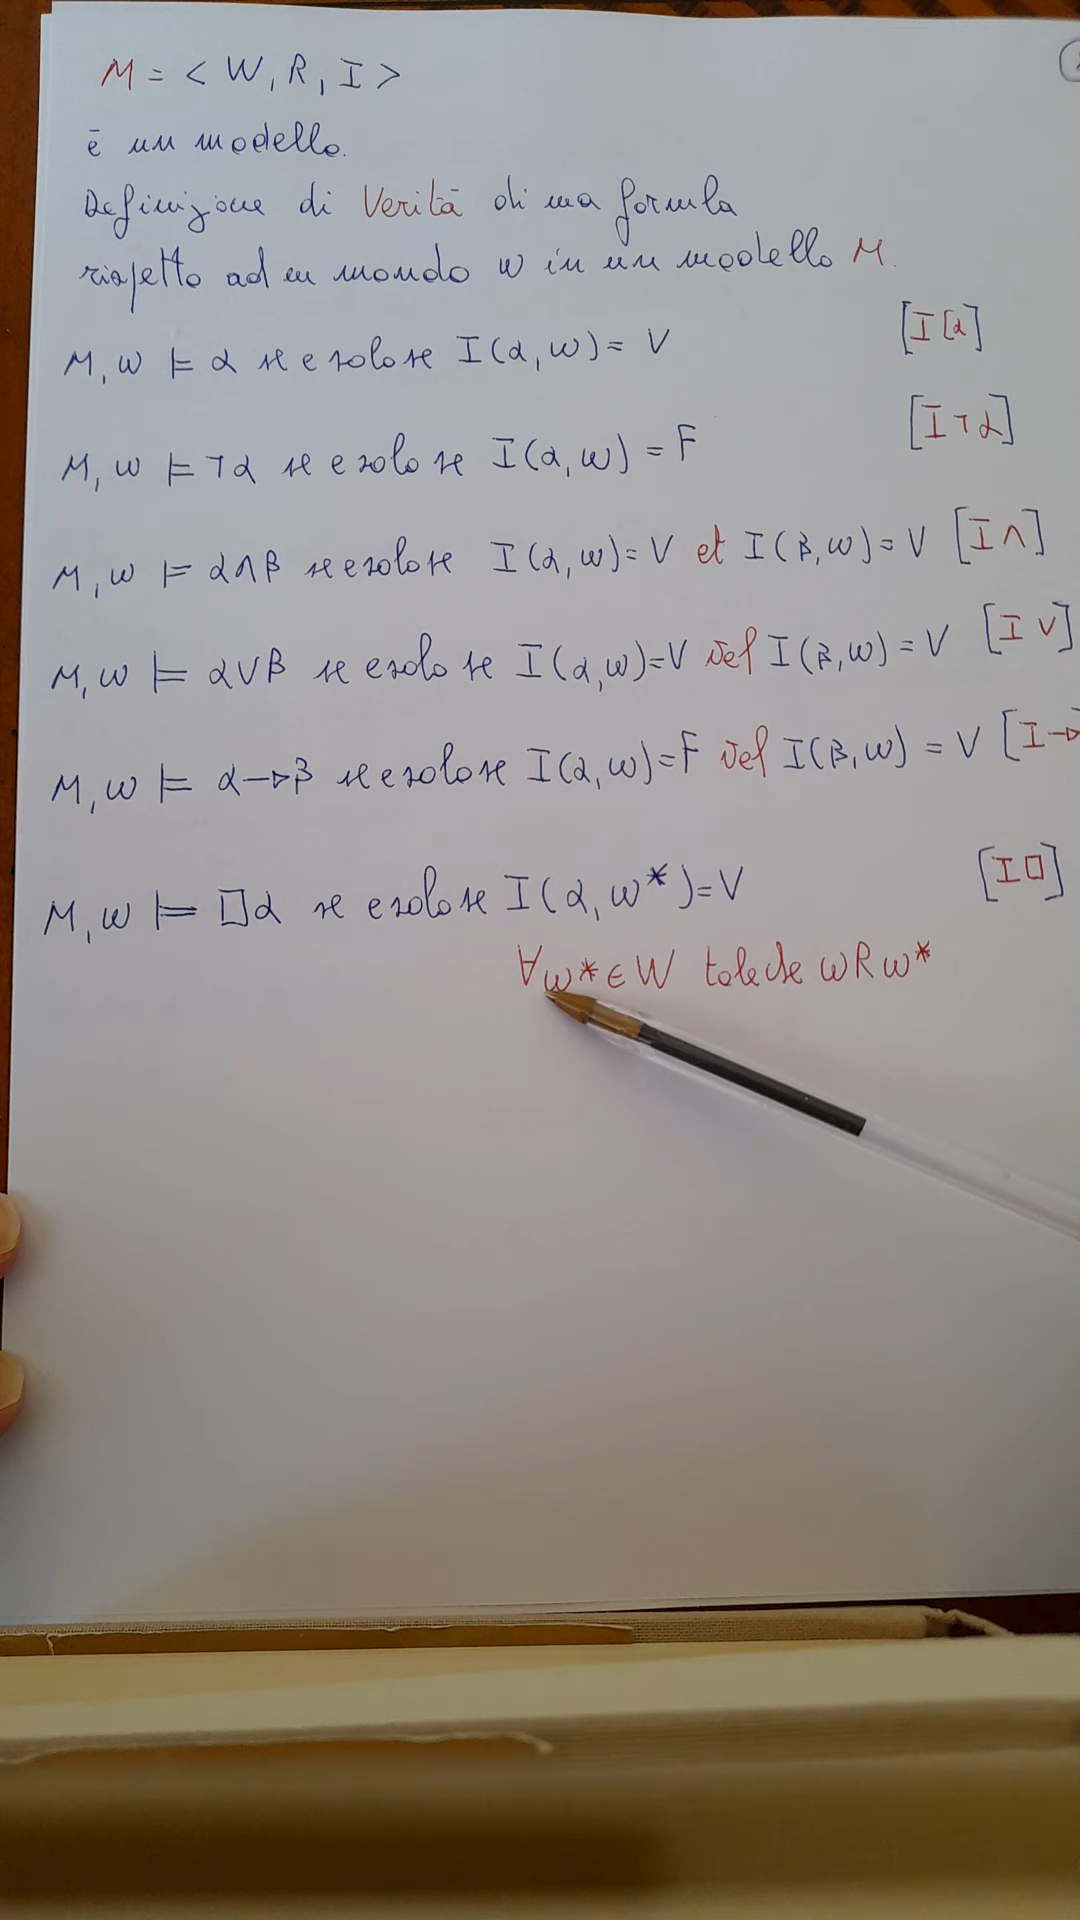 M = < W, R, I >
è un modello.
Definizione di Verità di una formula
rispetto ad un mondo w in un modello M.
M, w ⊨ α se e solo se I(α, w) = V [I[α]
M, w ⊨ ¬α se e solo se I(α, w) = F [I¬α]
M, w ⊨ α∧β se e solo se I(α, w) = V et I(β, w) = V [I∧]
M, w ⊨ α∨β se e solo se I(α, w) = V vel I(β, w) = V [I∨]
M, w ⊨ α→β se e solo se I(α, w) = F vel I(β, w) = V [I→]
M, w ⊨ □α se e solo se I(α, w*) = V [I□]
∀w* ∈ W tale che wRw*